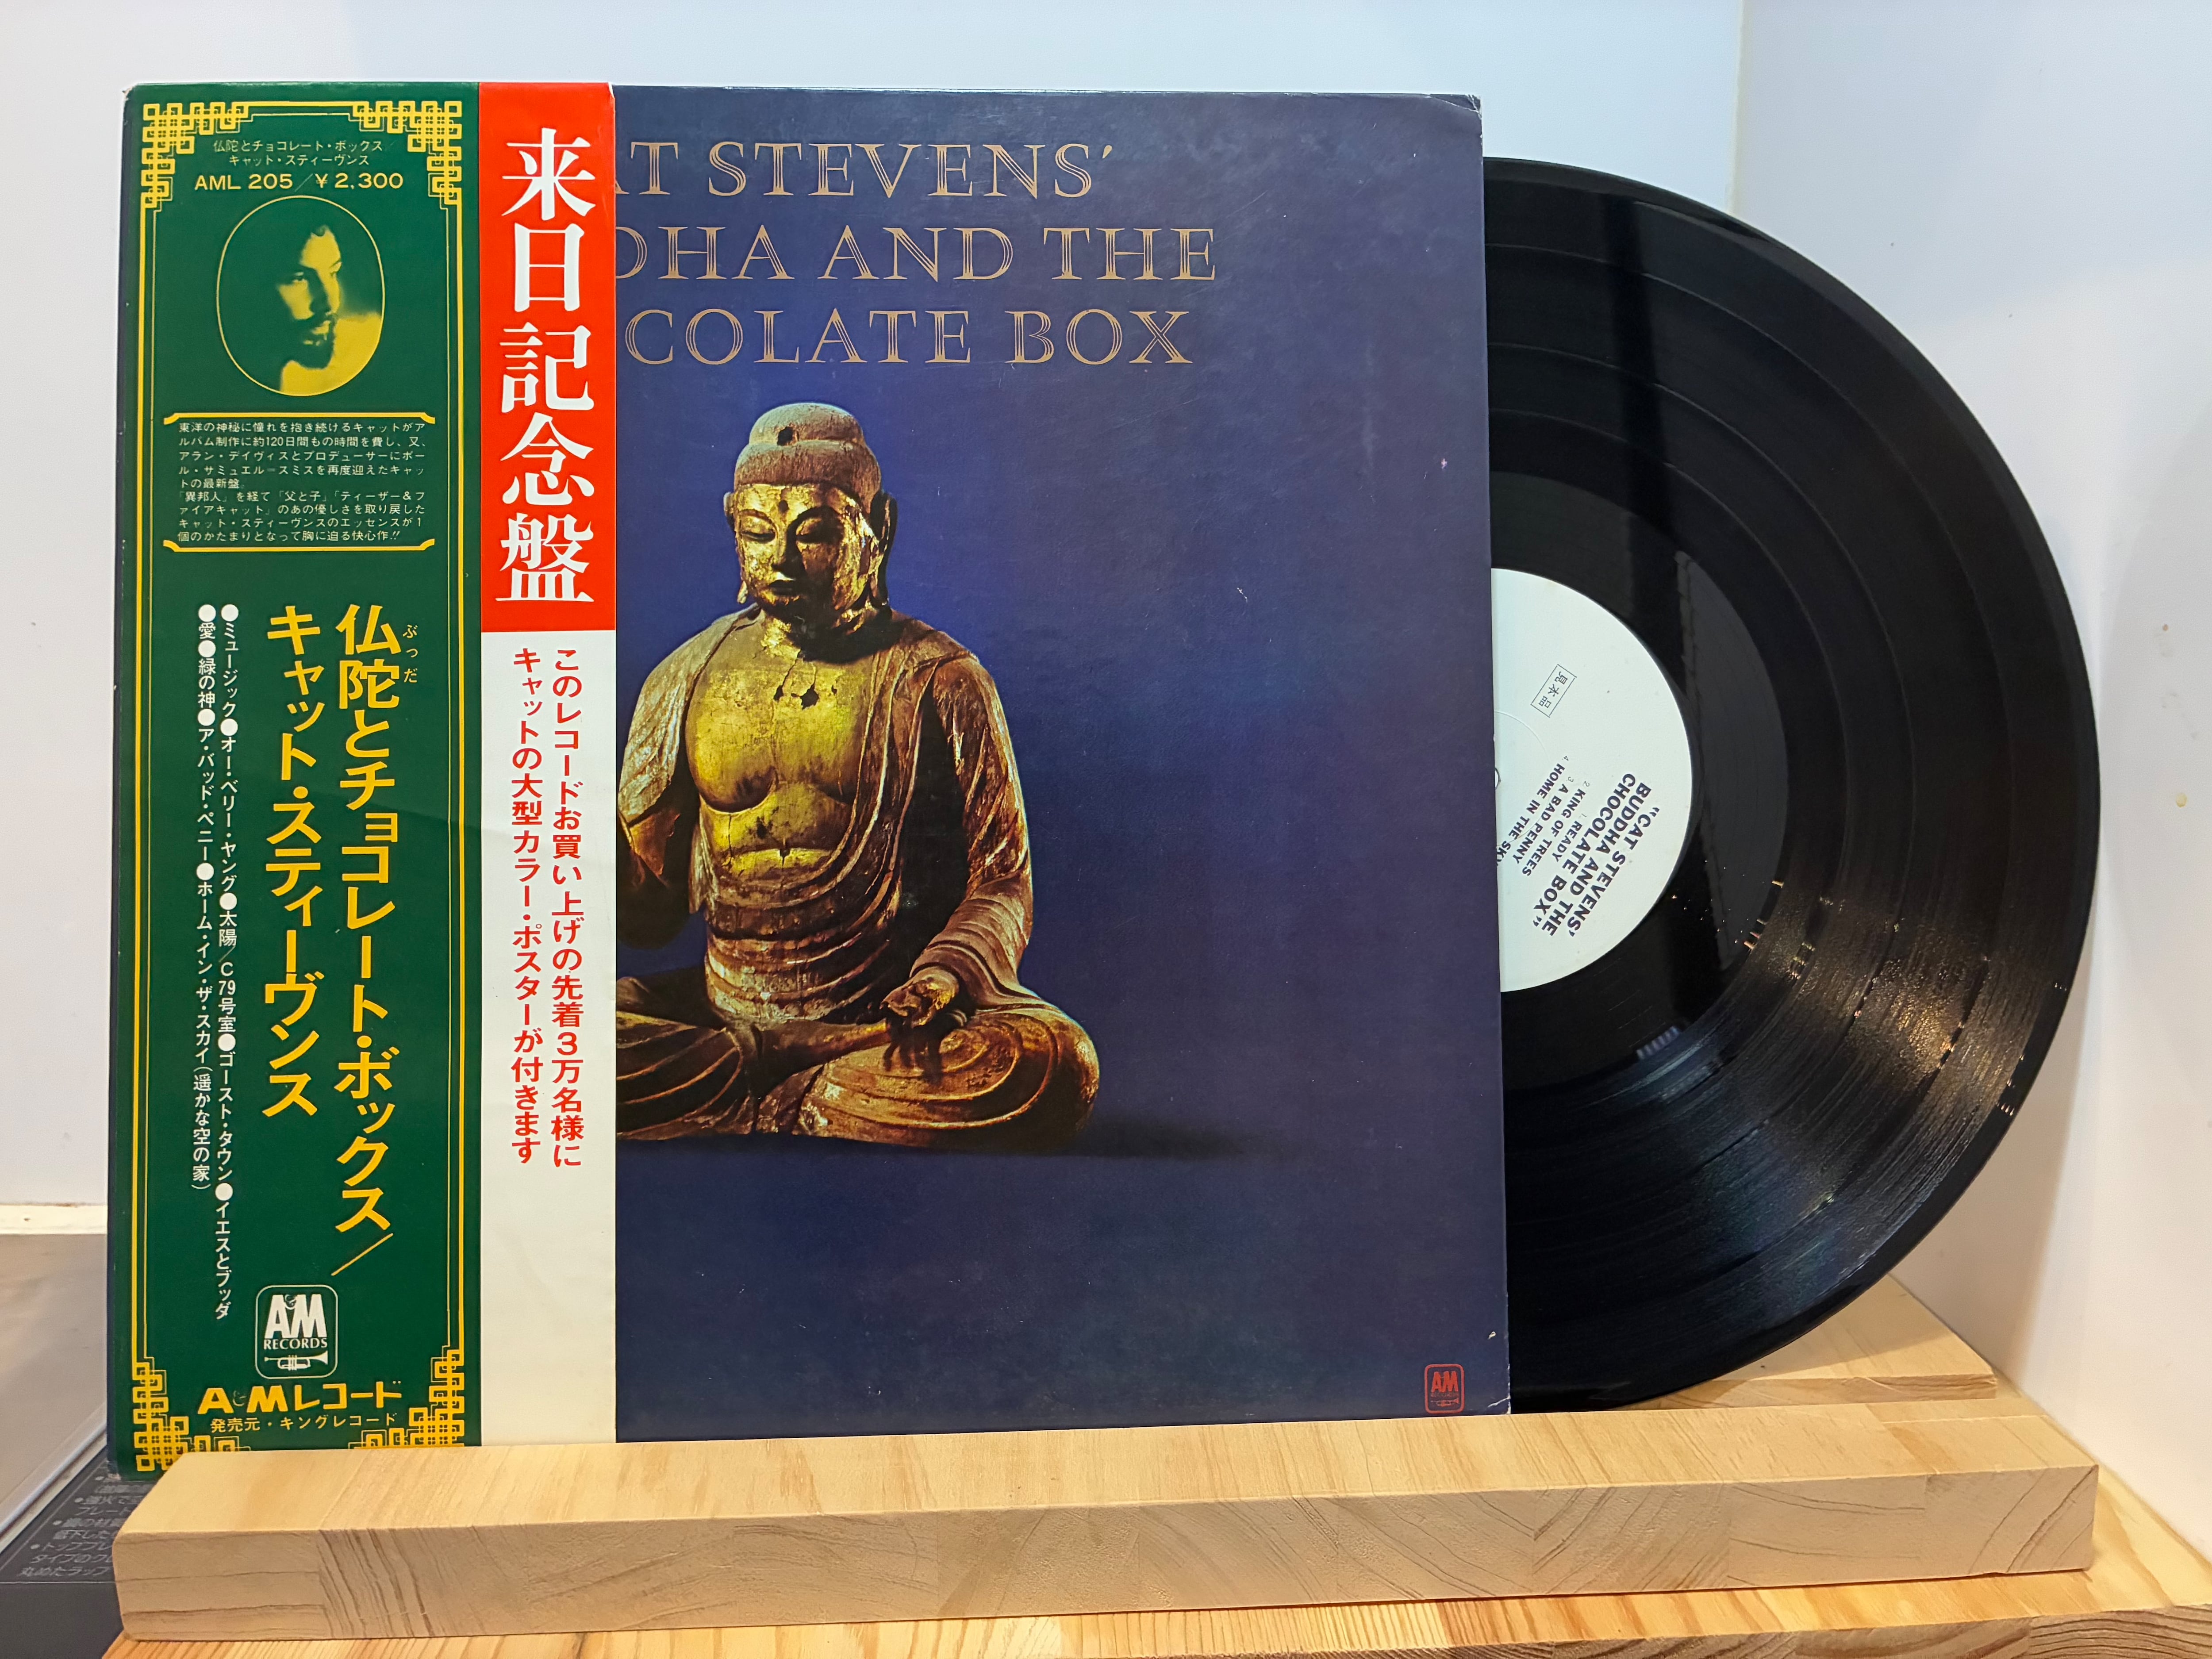 仏陀とチョコレート・ボックス
キャット・スティーヴンス
AML 205／¥2,300
東洋の神秘に憧れを抱き続けるキャットがア
ルバム制作に約120日間もの時間を費し、又、
アラン・デイヴィスとプロデューサーにポー
ル・サミュエル＝スミスを再度迎えたキャッ
トの最新盤。
「異邦人」を経て「父と子」「ティーザー＆フ
ァイアキャット」のあの優しさを取り戻した
キャット・スティーヴンスのエッセンスが1
個のかたまりとなって胸に迫る快心作!!
ぶっだ
仏陀とチョコレート・ボックス／
キャット・スティーヴンス
●ミュージック●オー・ベリー・ヤング●太陽／C79号室●ゴースト・タウン●イエスとブッダ
●愛●緑の神●ア・バッド・ペニー●ホーム・イン・ザ・スカイ(遥かな空の家)
A&M
RECORDS
A&Mレコード
発売元・キングレコード
来日記念盤
このレコードお買い上げの先着3万名様に
キャットの大型カラー・ポスターが付きます
AT STEVENS'
DHA AND THE
COLATE BOX
A&M
RECORDS
見本品
"CAT STEVENS'
BUDDHA AND THE
CHOCOLATE BOX"
1 READY
2 KING OF TREES
3 A BAD PENNY
4 HOME IN THE SKY